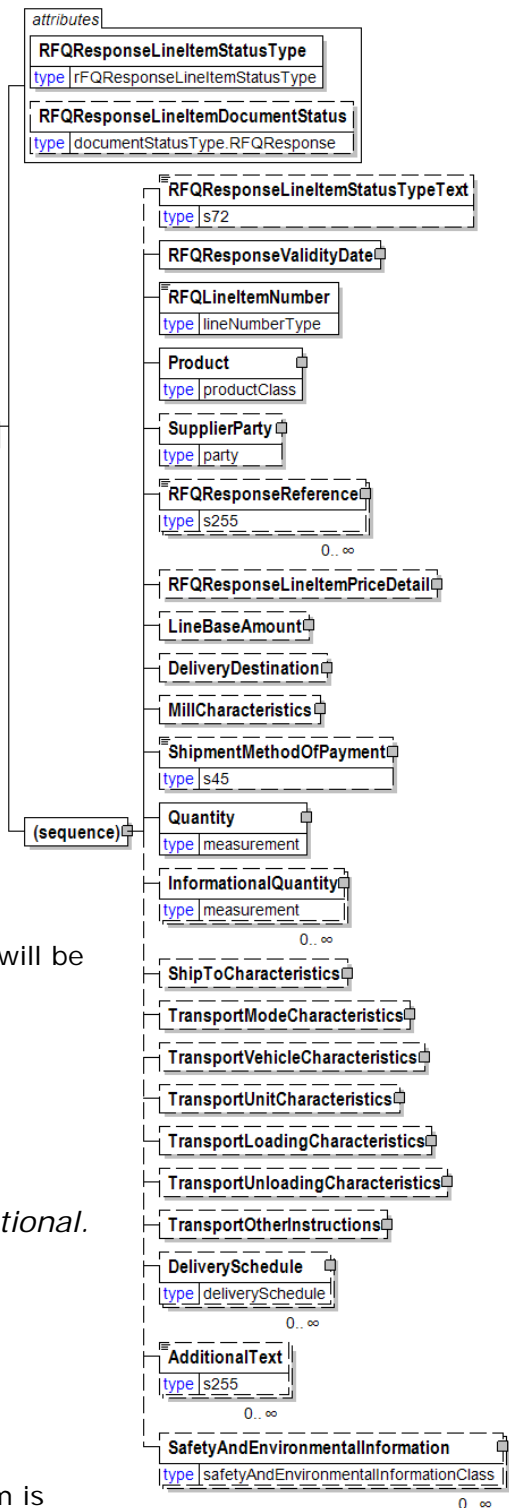 attributes
RFQResponseLineItemStatusType
type rFQResponseLineItemStatusType
RFQResponseLineItemDocumentStatus
type documentStatusType.RFQResponse
RFQResponseLineItemStatusTypeText
type s72
RFQResponseValidityDate
RFQLineItemNumber
type lineNumberType
Product
type productClass
SupplierParty
type party
RFQResponseReference
type s255
0.. ∞
RFQResponseLineItemPriceDetail
LineBaseAmount
DeliveryDestination
MillCharacteristics
ShipmentMethodOfPayment
type s45
(sequence)
Quantity
type measurement
InformationalQuantity
type measurement
0.. ∞
will be
ShipToCharacteristics
TransportModeCharacteristics
TransportVehicleCharacteristics
TransportUnitCharacteristics
TransportLoadingCharacteristics
TransportUnloadingCharacteristics
tional.
TransportOtherInstructions
DeliverySchedule
type deliverySchedule
0.. ∞
AdditionalText
type s255
0.. ∞
SafetyAndEnvironmentalInformation
type safetyAndEnvironmentalInformationClass
0.. ∞
n is